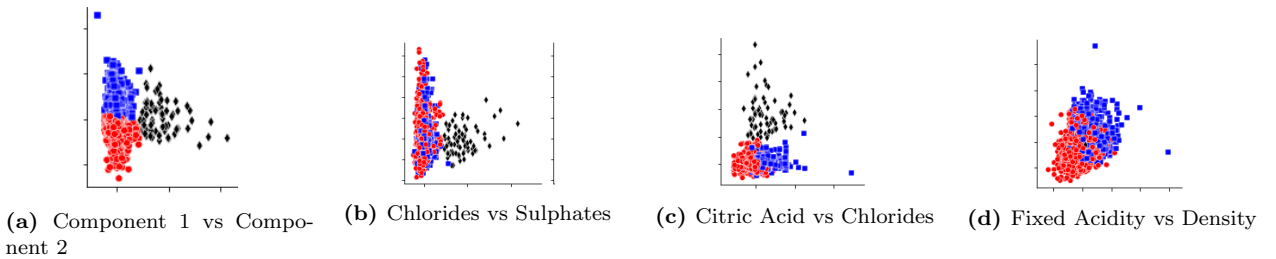 (a) Component 1 vs Compo-
nent 2
(b) Chlorides vs Sulphates
(c) Citric Acid vs Chlorides
(d) Fixed Acidity vs Density